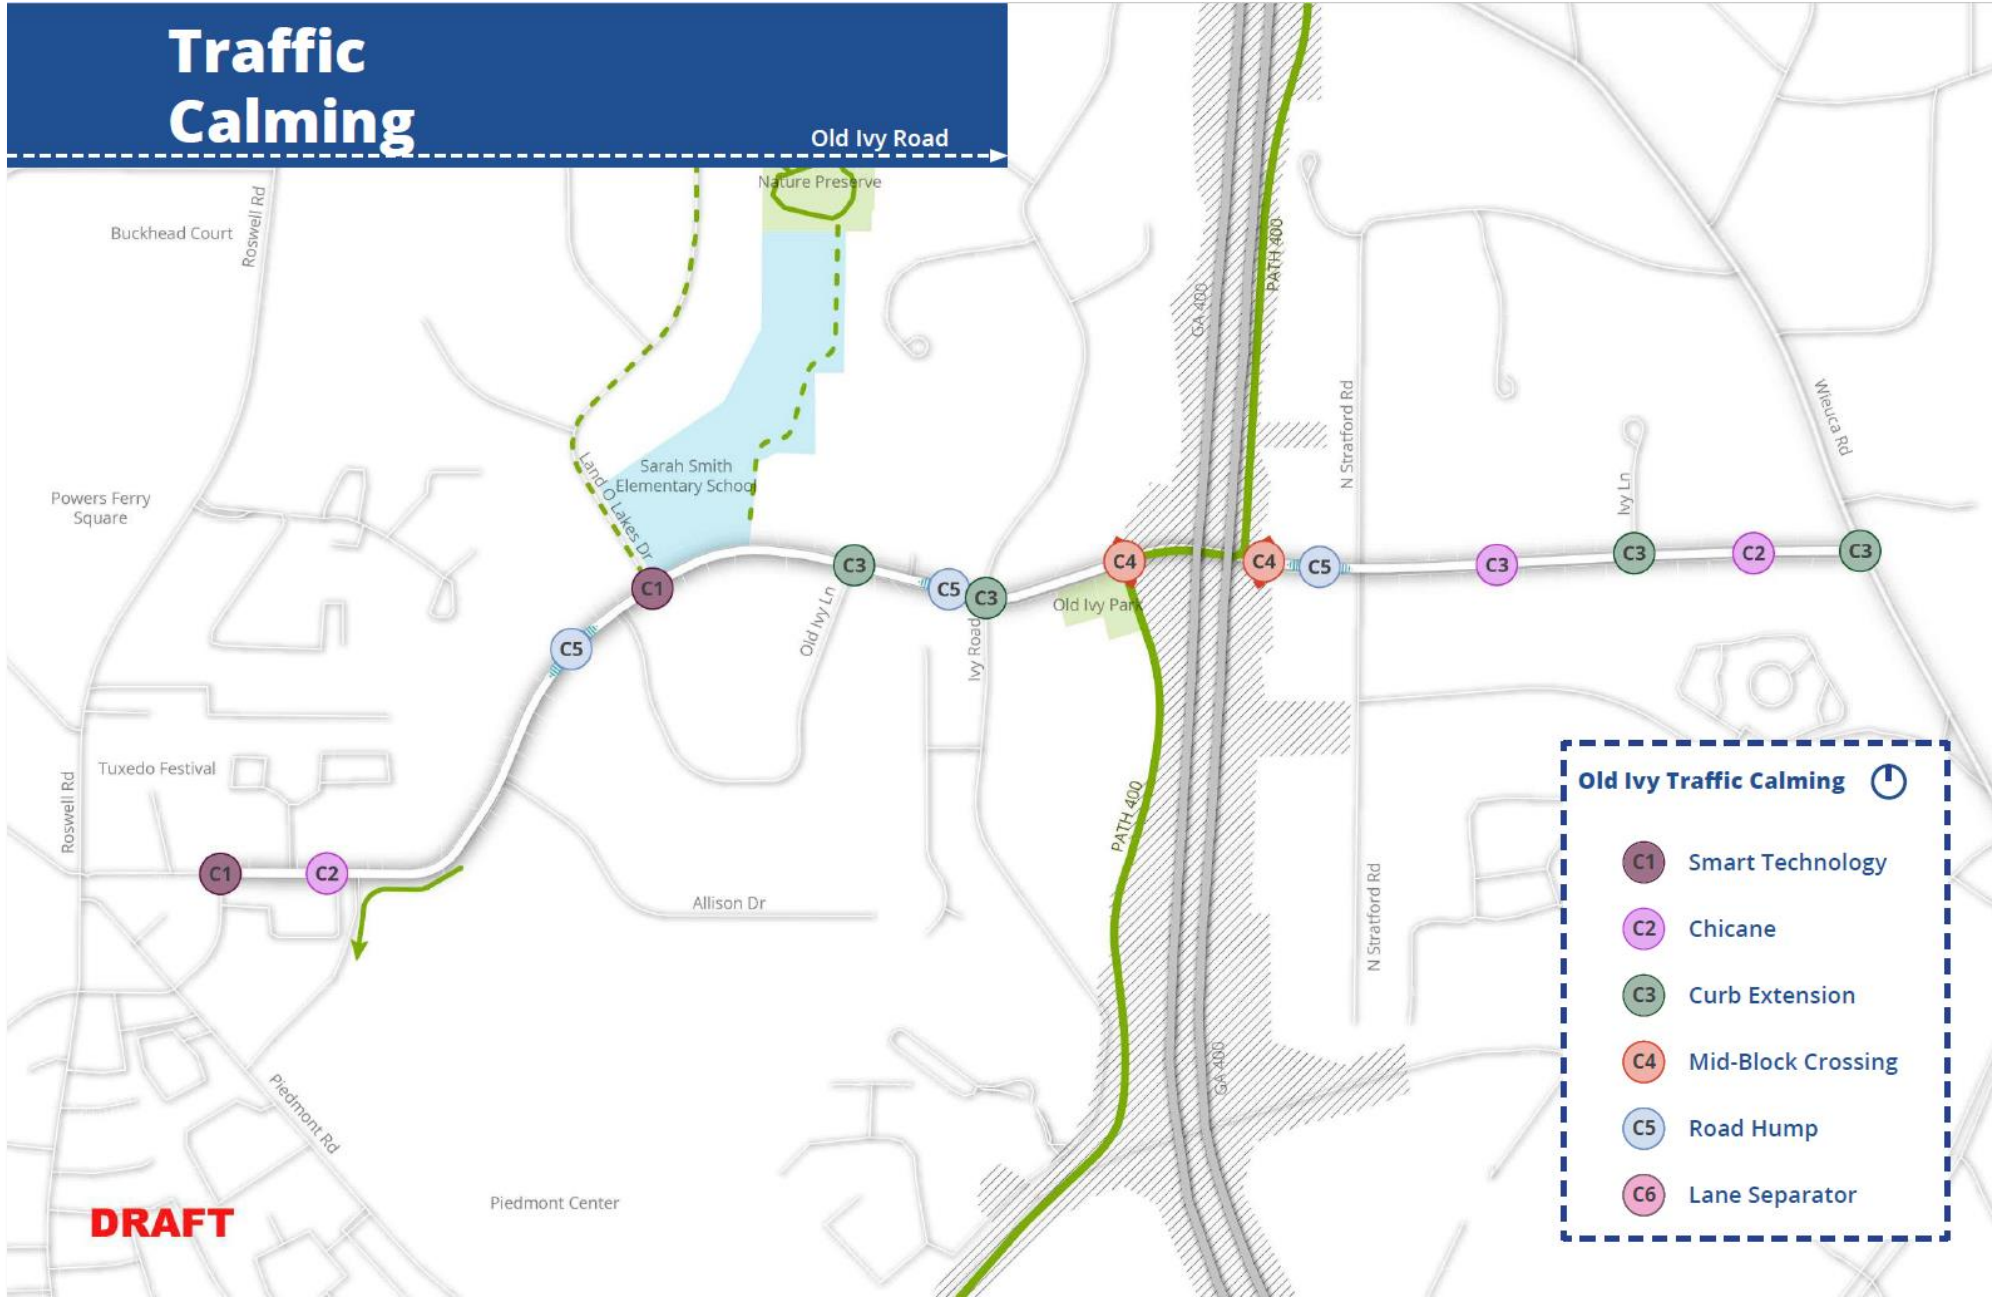 Traffic
Calming
Old Ivy Road
Nature Preserve
Buckhead Court
Roswell Rd
GA 400
PATH 400
N Stratford Rd
Wieuca Rd
Ivy Ln
Powers Ferry
Square
Land O Lakes Dr
Sarah Smith
Elementary School
C1
C3
C5
C3
C4
C4
C5
C3
C3
C2
C3
Old Ivy Park
Old Ivy Ln
Ivy Road
C5
Tuxedo Festival
Roswell Rd
C1
C2
Allison Dr
PATH 400
N Stratford Rd
GA 400
Piedmont Rd
Piedmont Center
DRAFT
Old Ivy Traffic Calming
C1 Smart Technology
C2 Chicane
C3 Curb Extension
C4 Mid-Block Crossing
C5 Road Hump
C6 Lane Separator